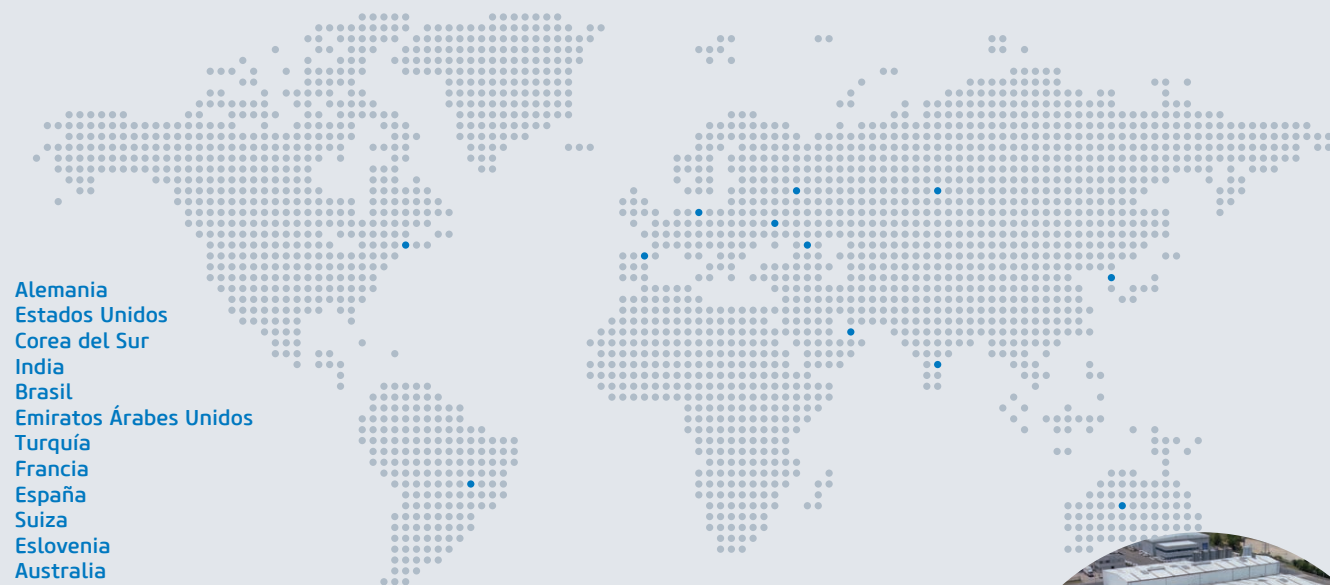 Alemania
Estados Unidos
Corea del Sur
India
Brasil
Emiratos Árabes Unidos
Turquía
Francia
España
Suiza
Eslovenia
Australia